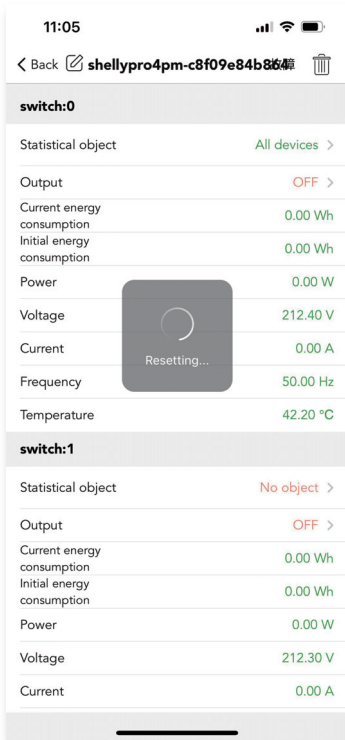 11:05
Back shellypro4pm-c8f09e84b864 故障
switch:0
Statistical object All devices
Output OFF
Current energy
consumption 0.00 Wh
Initial energy
consumption 0.00 Wh
Power 0.00 W
Voltage 212.40 V
Current 0.00 A
Resetting...
Frequency 50.00 Hz
Temperature 42.20 °C
switch:1
Statistical object No object
Output OFF
Current energy
consumption 0.00 Wh
Initial energy
consumption 0.00 Wh
Power 0.00 W
Voltage 212.30 V
Current 0.00 A